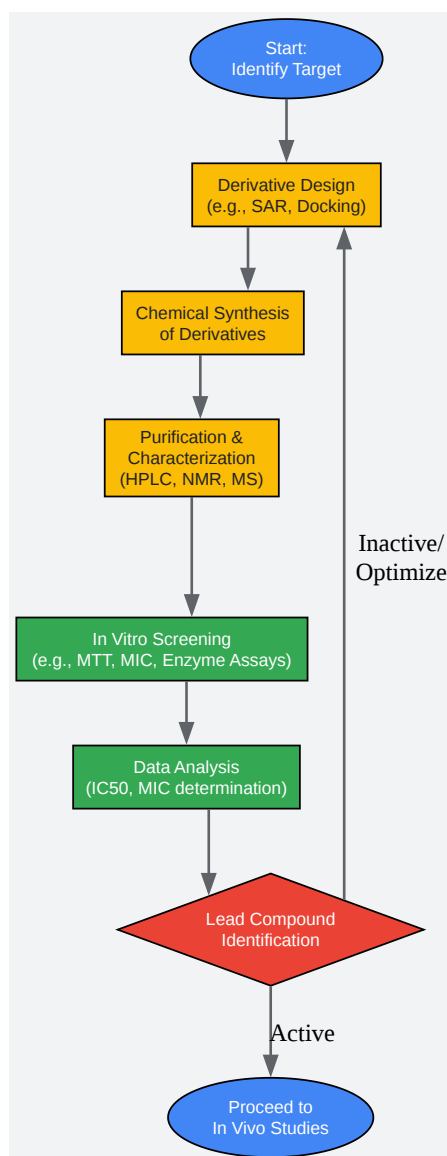 Start:
Identify Target
Derivative Design
(e.g., SAR, Docking)
Chemical Synthesis
of Derivatives
Purification &
Characterization
(HPLC, NMR, MS)
Inactive/
Optimize
In Vitro Screening
(e.g., MTT, MIC, Enzyme Assays)
Data Analysis
(IC50, MIC determination)
Lead Compound
Identification
Active
Proceed to
In Vivo Studies